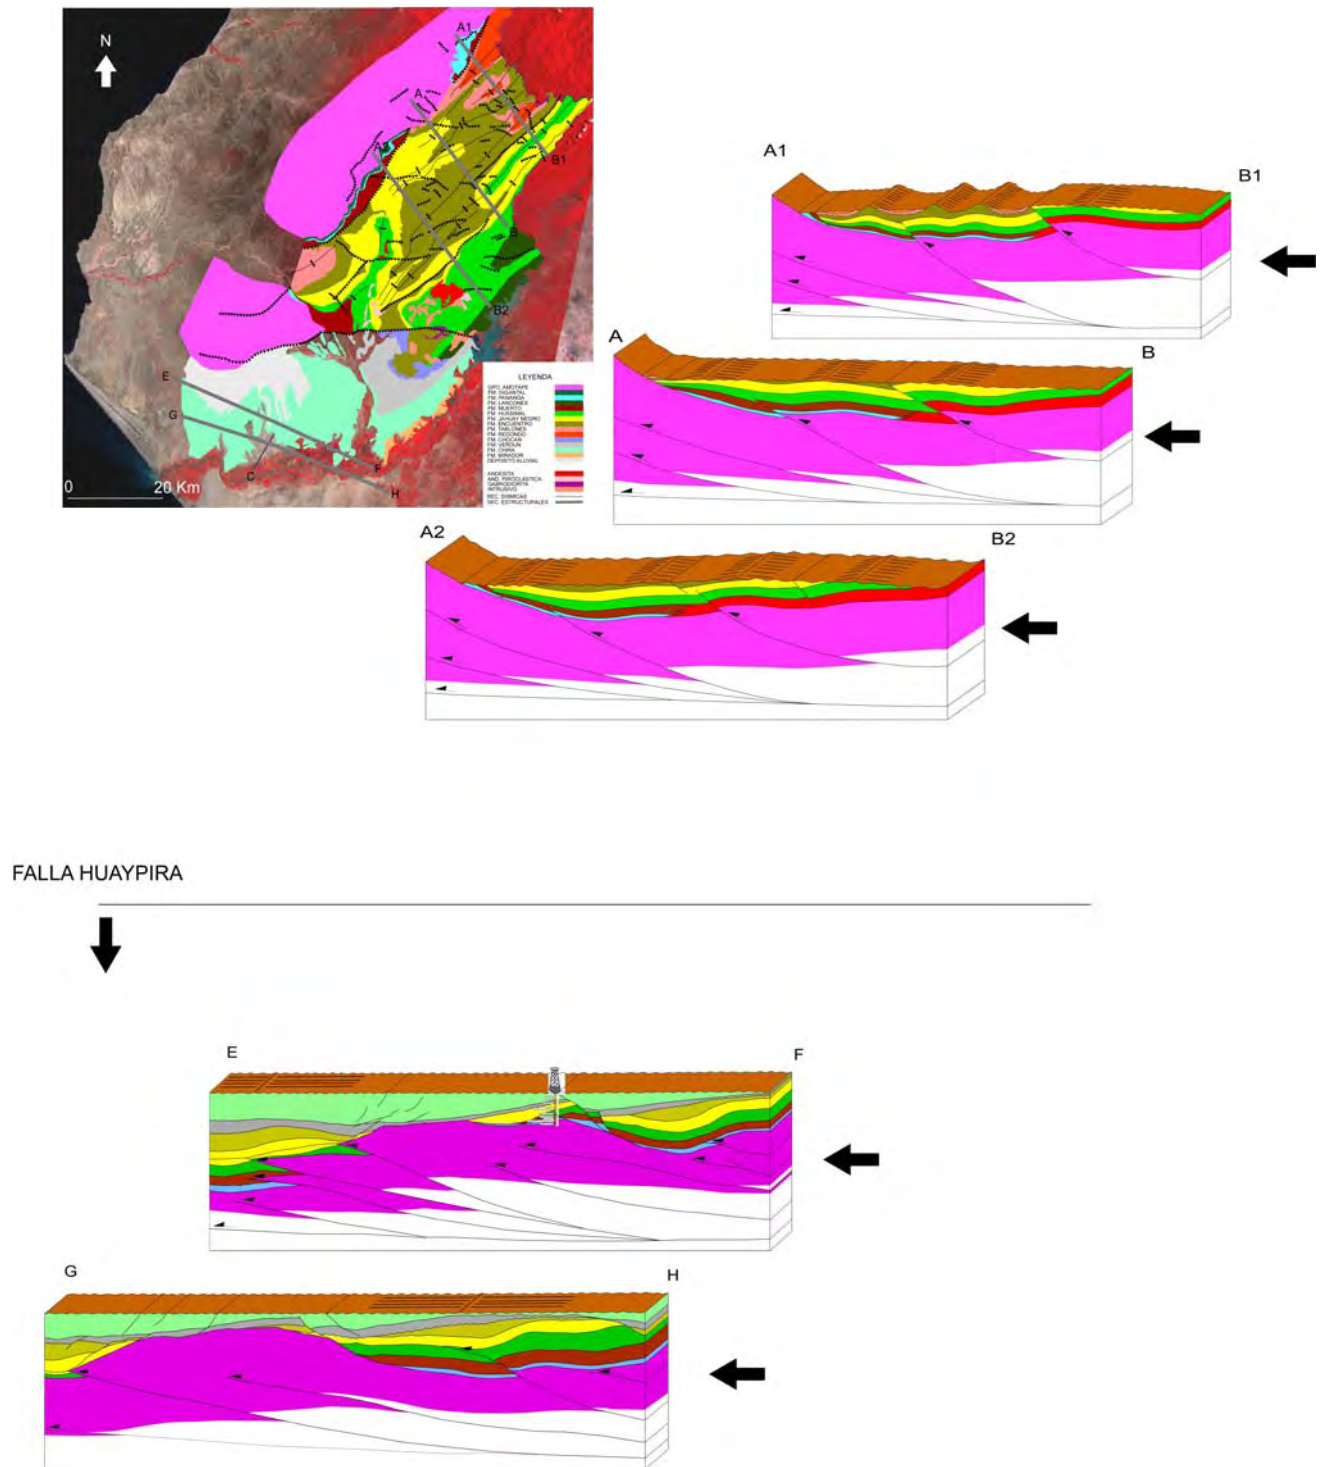 N
A1
A
A2
B1
B
B2
E
G
C
F
H
0 20 Km
LEYENDA
GPO. AMOTAPE
FM. GIGANTAL
FM. PANANGA
FM. LANCONES
FM. MUERTO
FM. HUASIMAL
FM. JAHUAY NEGRO
FM. ENCUENTRO
FM. TABLONES
FM. REDONDO
FM. CHOCAN
FM. VERDUN
FM. CHIRA
FM. MIRADOR
DEPOSITO ALUVIAL
ANDESITA
AND. PIROCLASTICA
GABRODIORITA
INTRUSIVO
SEC. SISMICAS
SEC. ESTRUCTURALES
A1
B1
A
B
A2
B2
FALLA HUAYPIRA
E
F
G
H